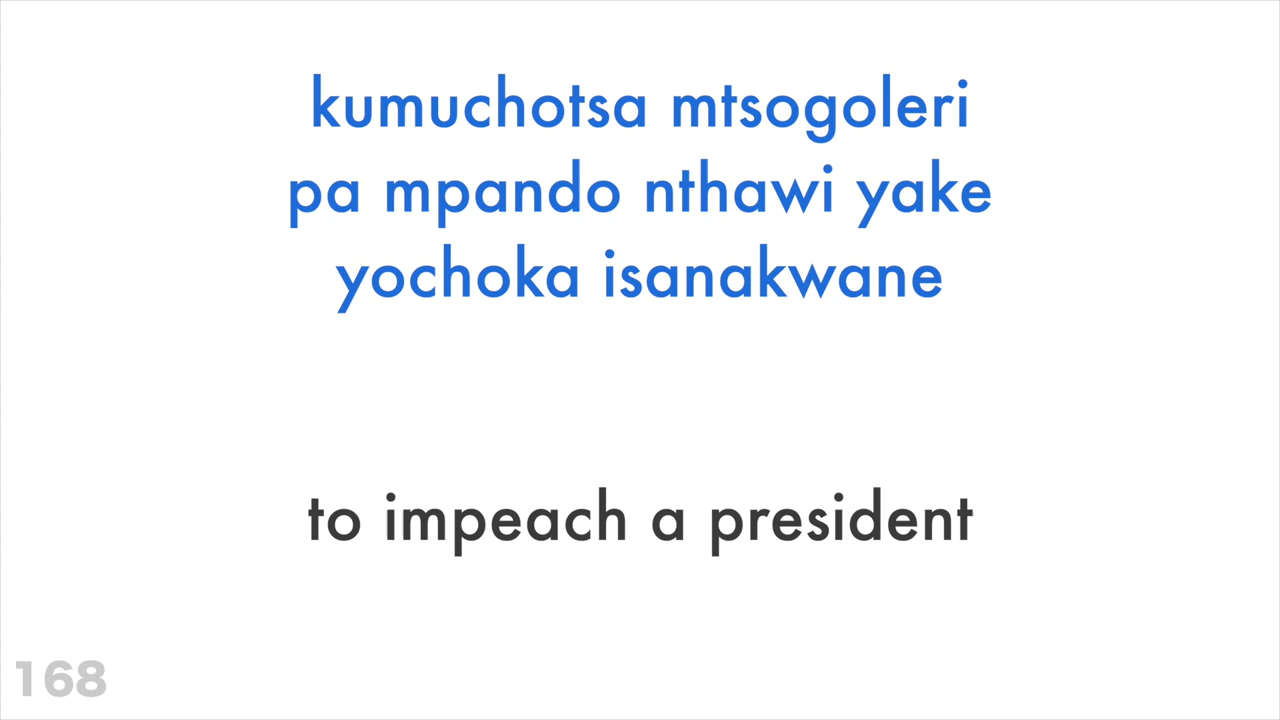 kumuchotsa mtsogoleri
pa mpando nthawi yake
yochoka isanakwane
to impeach a president
168